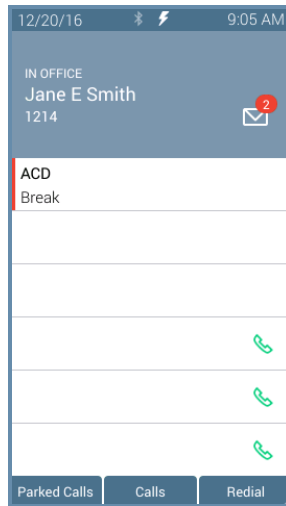 12/20/16 9:05 AM
IN OFFICE
Jane E Smith
1214
2
ACD
Break
Parked Calls Calls Redial